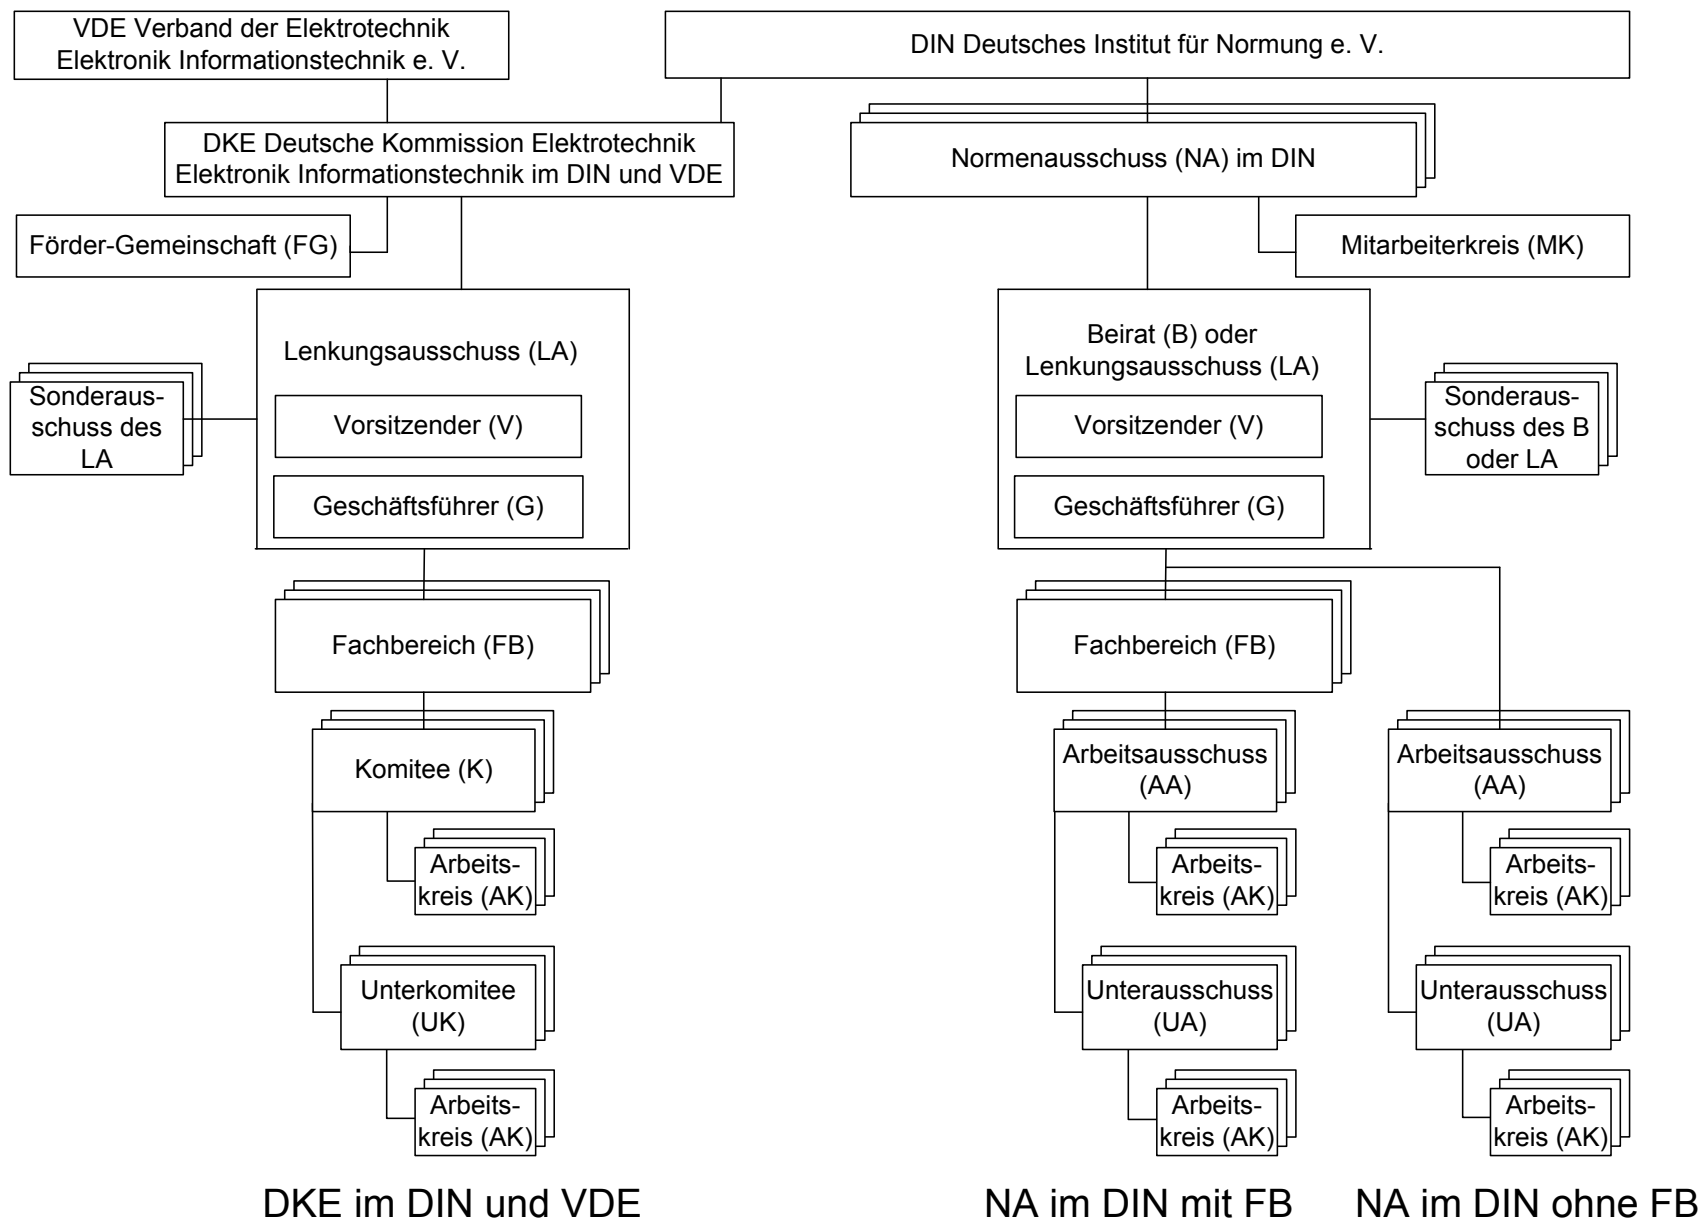 VDE Verband der Elektrotechnik
Elektronik Informationstechnik e. V.
DIN Deutsches Institut für Normung e. V.
DKE Deutsche Kommission Elektrotechnik
Elektronik Informationstechnik im DIN und VDE
Normenausschuss (NA) im DIN
Förder-Gemeinschaft (FG)
Mitarbeiterkreis (MK)
Lenkungsausschuss (LA)
Vorsitzender (V)
Geschäftsführer (G)
Sonderaus-
schuss des
LA
Beirat (B) oder
Lenkungsausschuss (LA)
Vorsitzender (V)
Geschäftsführer (G)
Sonderaus-
schuss des B
oder LA
Fachbereich (FB)
Fachbereich (FB)
Komitee (K)
Arbeitsausschuss
(AA)
Arbeitsausschuss
(AA)
Arbeits-
kreis (AK)
Arbeits-
kreis (AK)
Arbeits-
kreis (AK)
Unterkomitee
(UK)
Unterausschuss
(UA)
Unterausschuss
(UA)
Arbeits-
kreis (AK)
Arbeits-
kreis (AK)
Arbeits-
kreis (AK)
DKE im DIN und VDE
NA im DIN mit FB
NA im DIN ohne FB